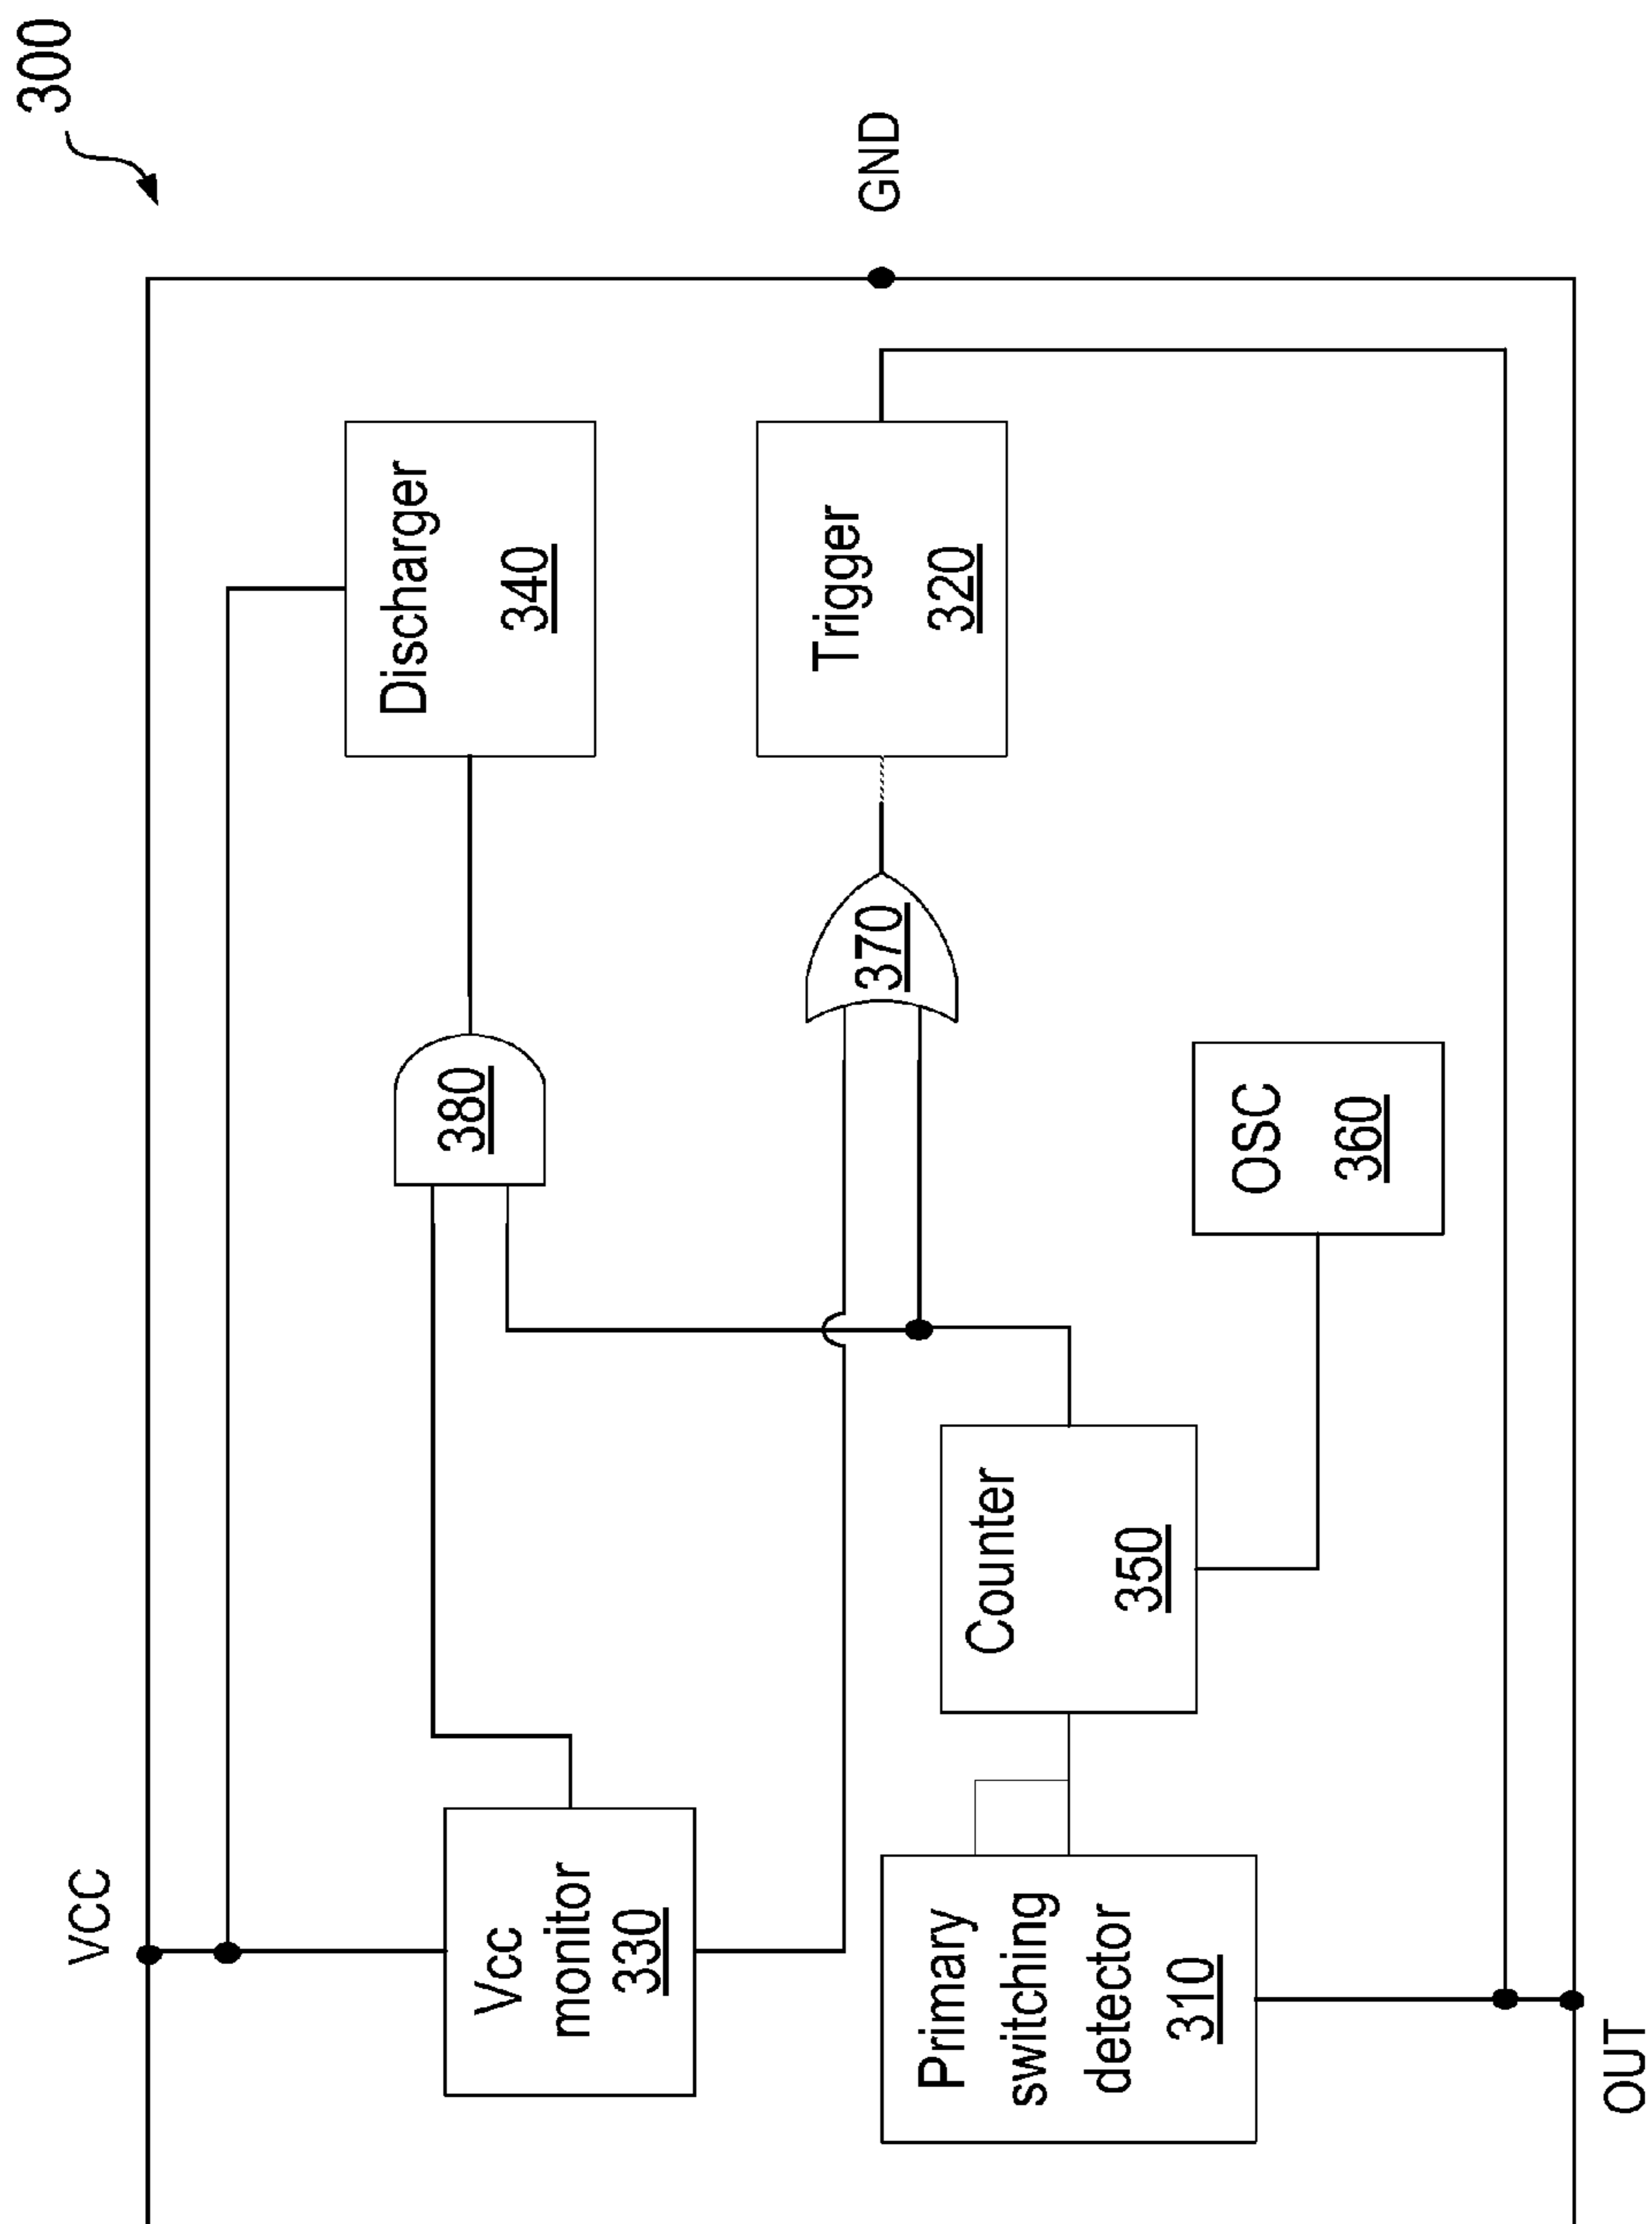 300
VCC
GND
OUT
Vcc
monitor
330
Discharger
340
380
370
Trigger
320
Primary
switching
detector
310
Counter
350
OSC
360